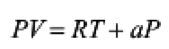 PV = RT + aP